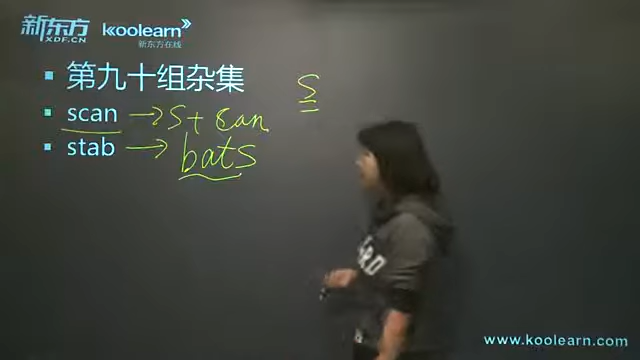 新东方 koolearn
XDF.CN 新东方在线
第九十组杂集
S
scan → S+ can
stab → bats
www.koolearn.com